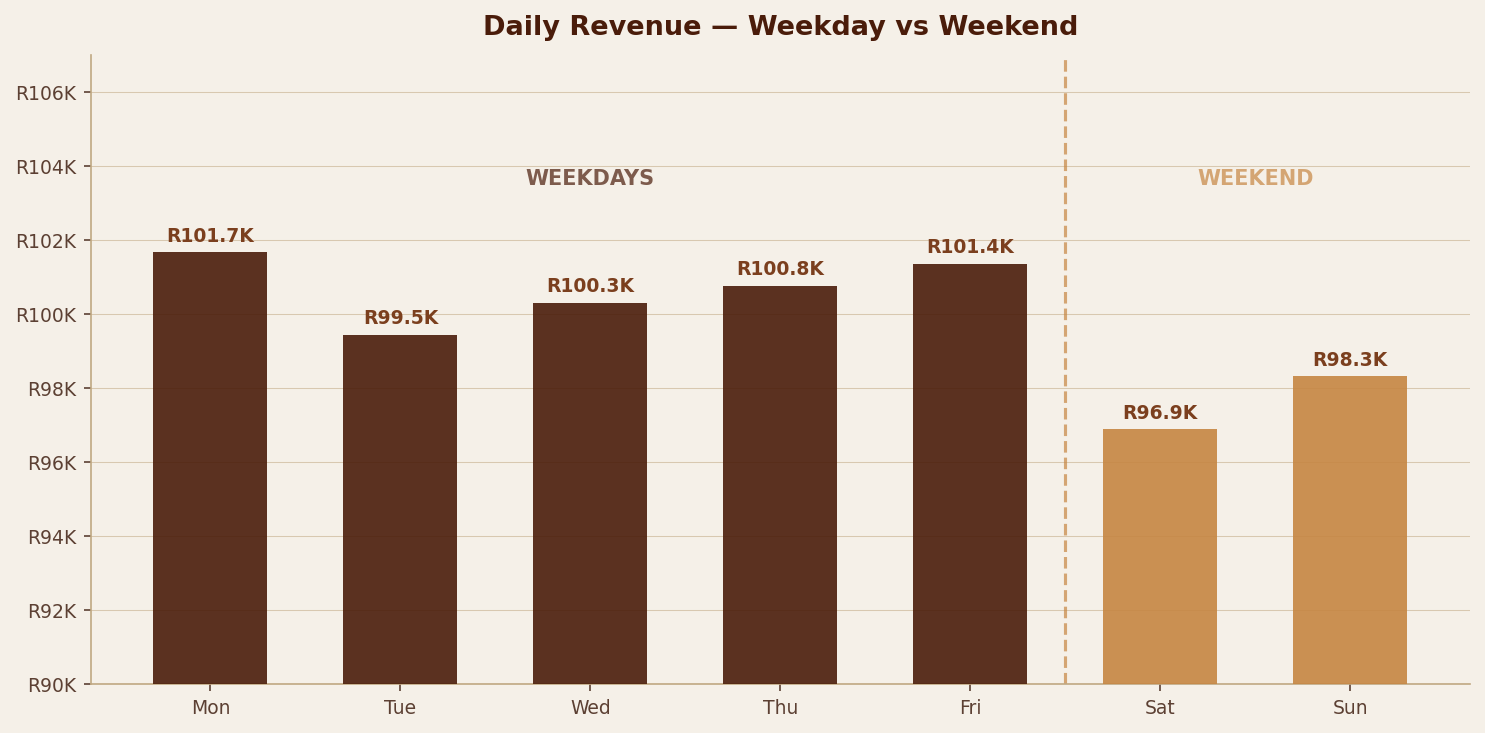 Daily Revenue — Weekday vs Weekend
R106K
R104K
R102K
R100K
R98K
R96K
R94K
R92K
R90K
WEEKDAYS
WEEKEND
R101.7K
R99.5K
R100.3K
R100.8K
R101.4K
R96.9K
R98.3K
Mon
Tue
Wed
Thu
Fri
Sat
Sun